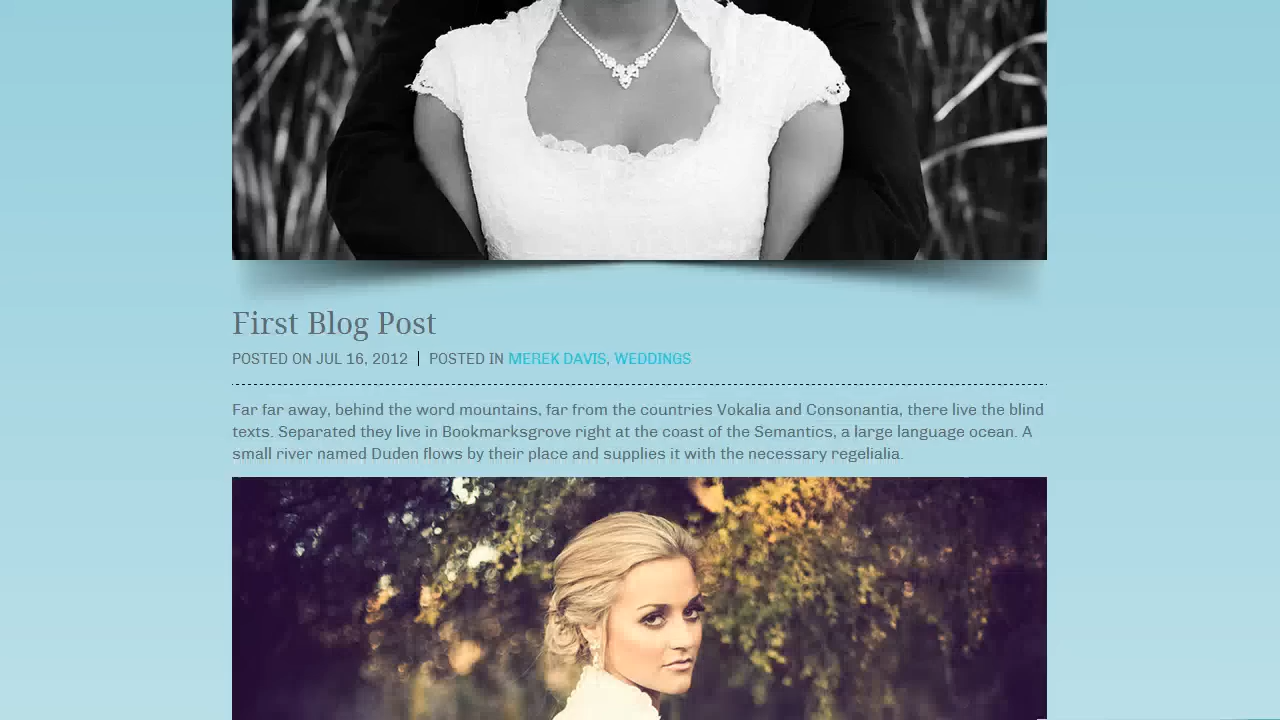 First Blog Post
POSTED ON JUL 16, 2012 | POSTED IN MEREK DAVIS, WEDDINGS
Far far away, behind the word mountains, far from the countries Vokalia and Consonantia, there live the blind
texts. Separated they live in Bookmarksgrove right at the coast of the Semantics, a large language ocean. A
small river named Duden flows by their place and supplies it with the necessary regelialia.